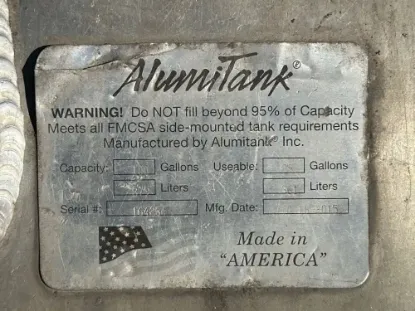 AlumiTank®
WARNING! Do NOT fill beyond 95% of Capacity
Meets all FMCSA side-mounted tank requirements
Manufactured by Alumitank® Inc.
Capacity: Gallons Useable: Gallons
Liters Liters
Serial #: Mfg. Date:
Made in
"AMERICA"